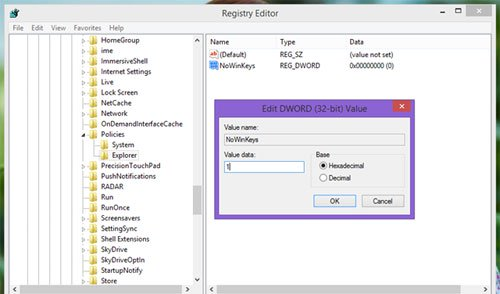 Registry Editor
File Edit View Favorites Help
HomeGroup
ime
ImmersiveShell
Internet Settings
Live
Lock Screen
NetCache
Network
OnDemandInterfaceCache
Policies
System
Explorer
PrecisionTouchPad
PushNotifications
RADAR
Run
RunOnce
Screensavers
SettingSync
Shell Extensions
SkyDrive
SkyDriveOptIn
StartupNotify
Store
Name Type Data
(Default) REG_SZ (value not set)
NoWinKeys REG_DWORD 0x00000000 (0)
Edit DWORD (32-bit) Value
Value name:
NoWinKeys
Value data:
1
Base
Hexadecimal
Decimal
OK Cancel